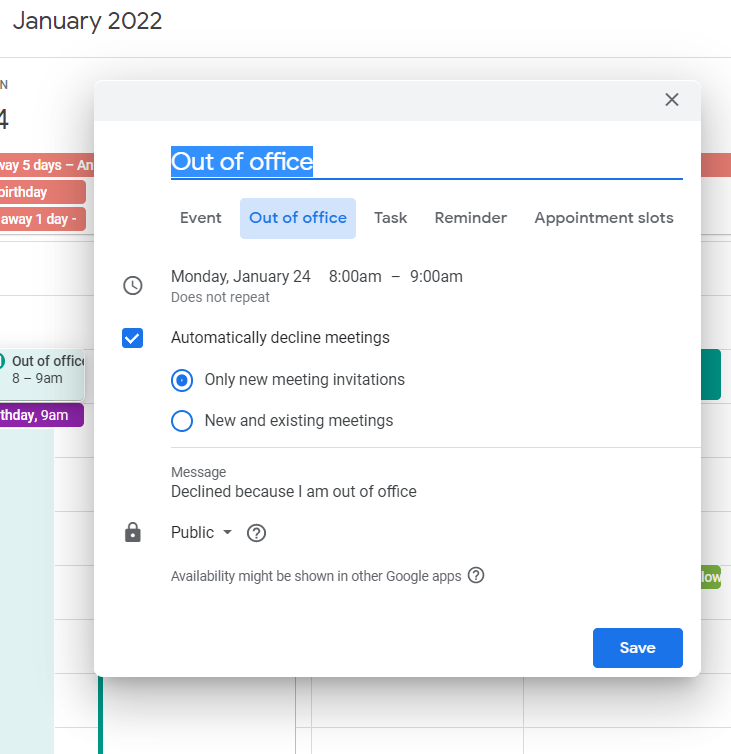 January 2022
N
4
way 5 days – An
birthday
away 1 day -
Out of office
Event Out of office Task Reminder Appointment slots
Monday, January 24 8:00am – 9:00am
Does not repeat
Automatically decline meetings
Out of office
8 – 9am
Only new meeting invitations
thday, 9am
New and existing meetings
Message
Declined because I am out of office
Public
Availability might be shown in other Google apps
low
Save